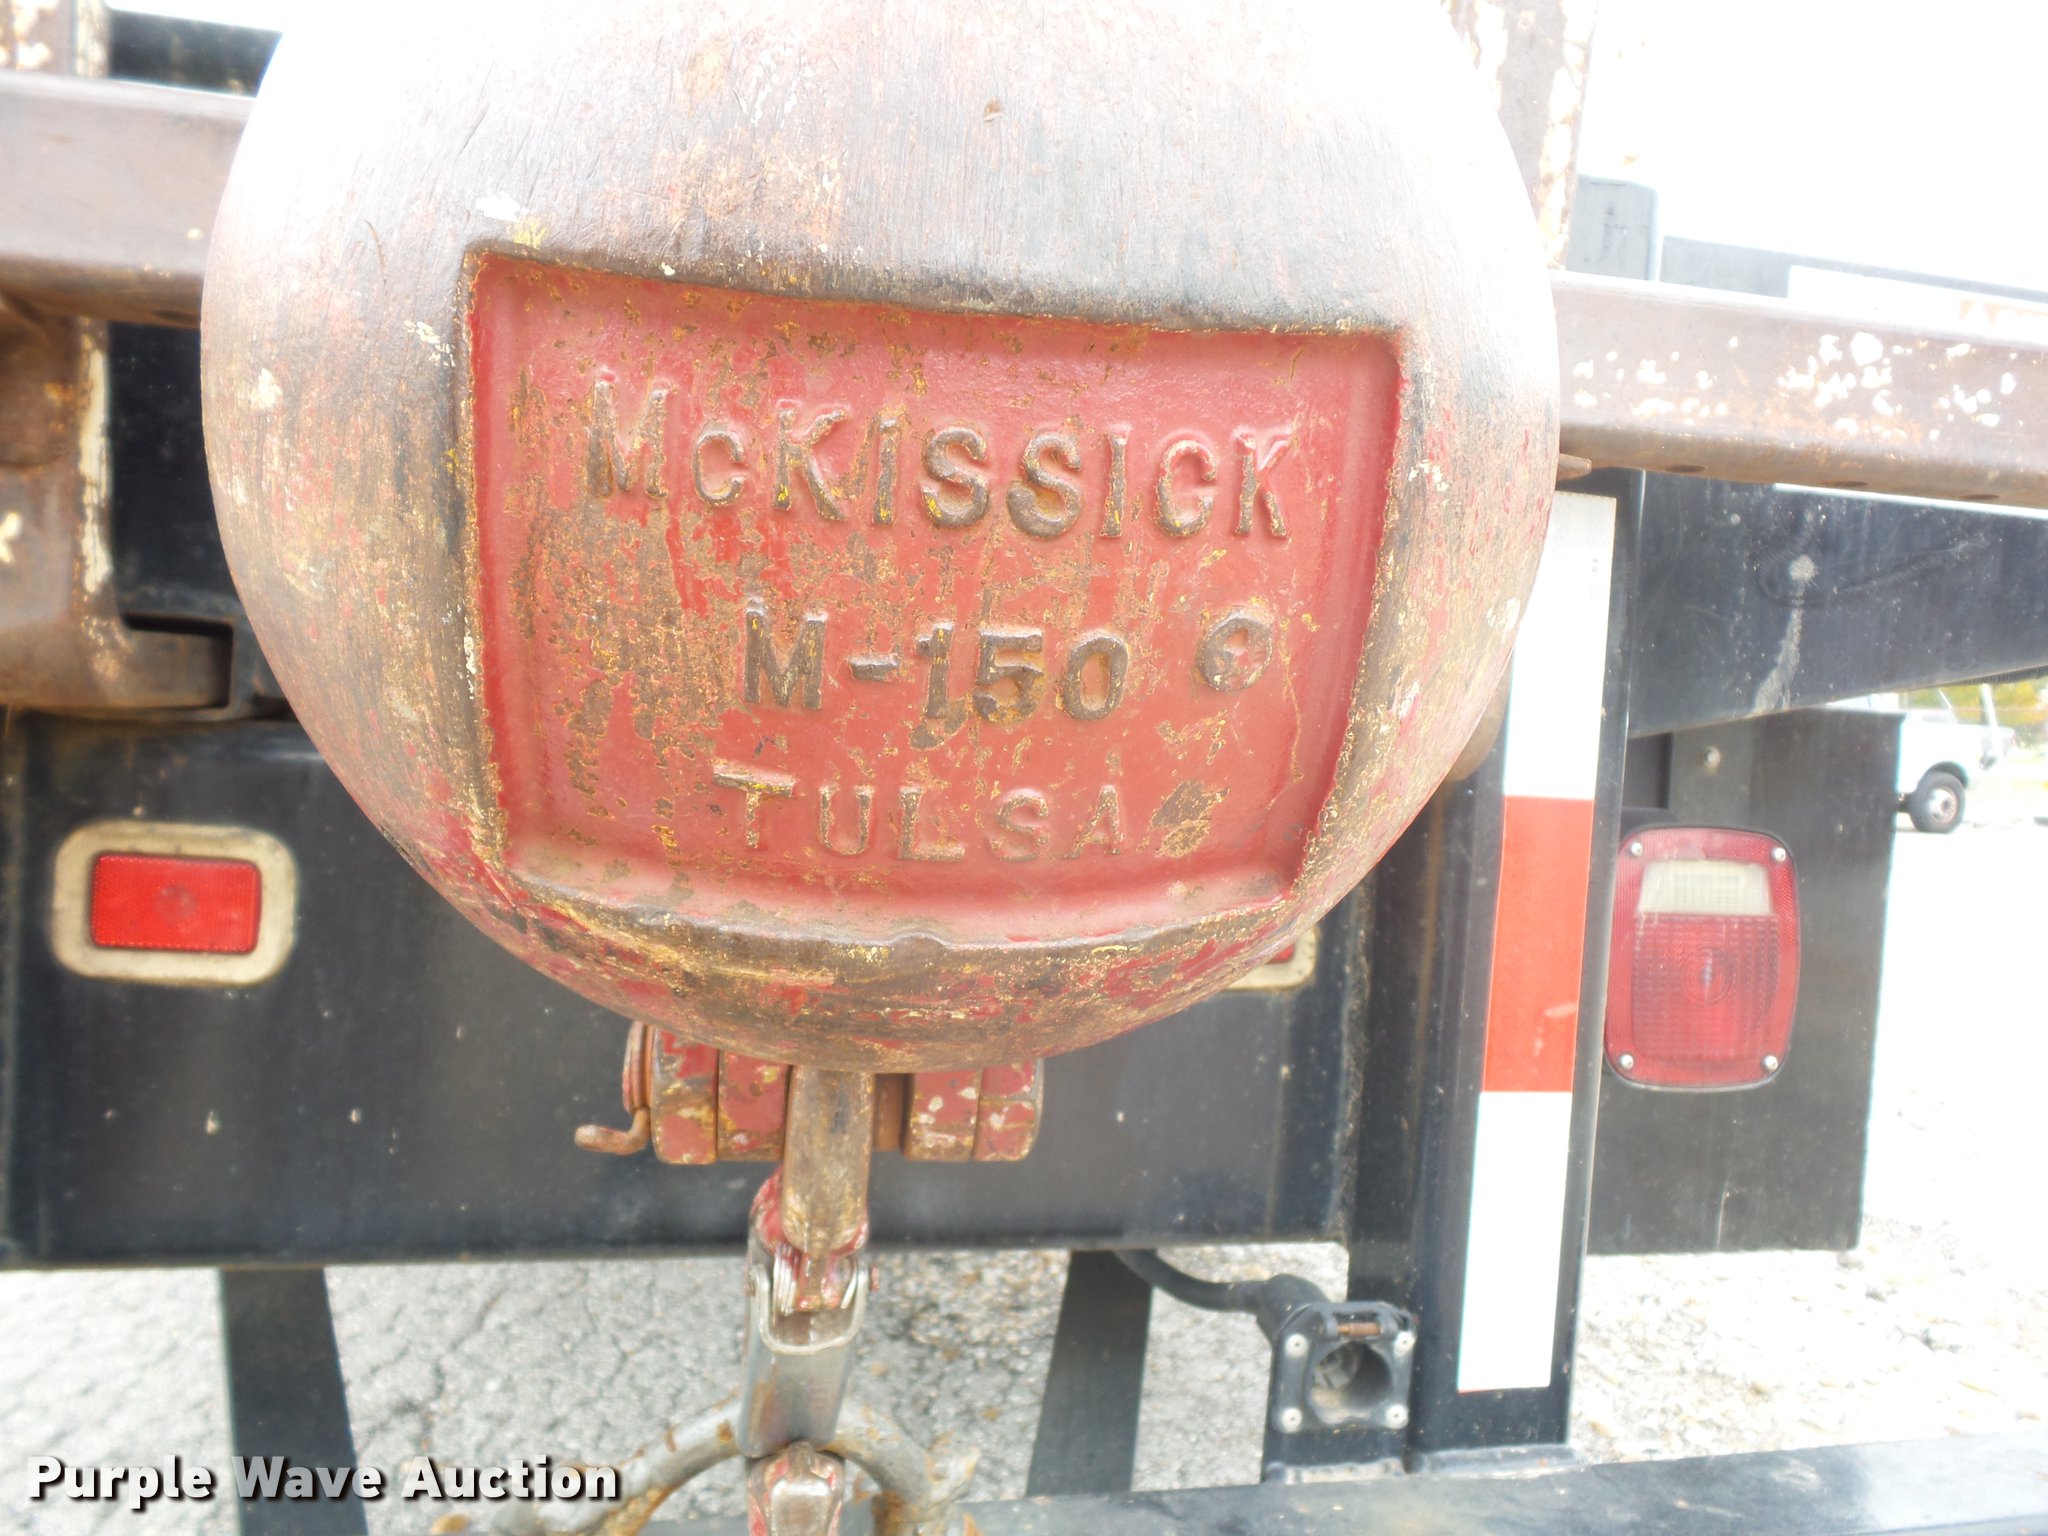 McKISSICK
M-150 ©
TULSA
Purple Wave Auction